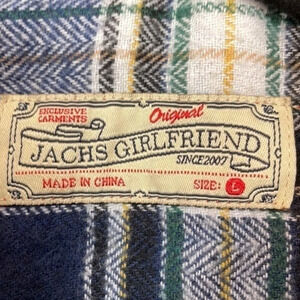 EXCLUSIVE
GARMENTS
Original
JACHS GIRLFRIEND
SINCE 2007
MADE IN CHINA
SIZE: L